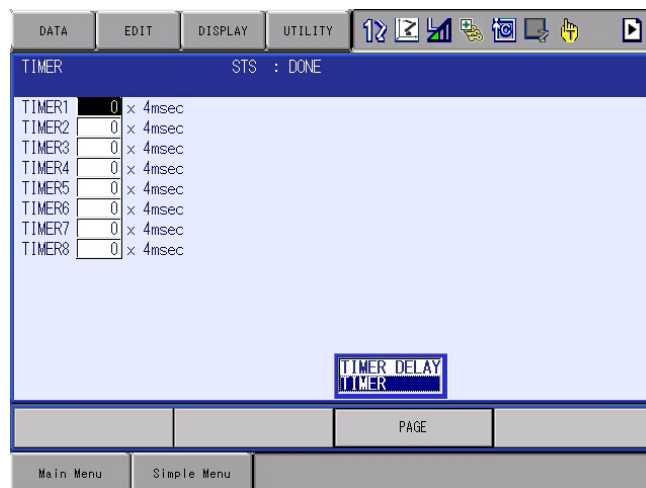 DATA EDIT DISPLAY UTILITY
TIMER STS : DONE
TIMER1 0 x 4msec
TIMER2 0 x 4msec
TIMER3 0 x 4msec
TIMER4 0 x 4msec
TIMER5 0 x 4msec
TIMER6 0 x 4msec
TIMER7 0 x 4msec
TIMER8 0 x 4msec
TIMER DELAY
TIMER
PAGE
Main Menu Simple Menu